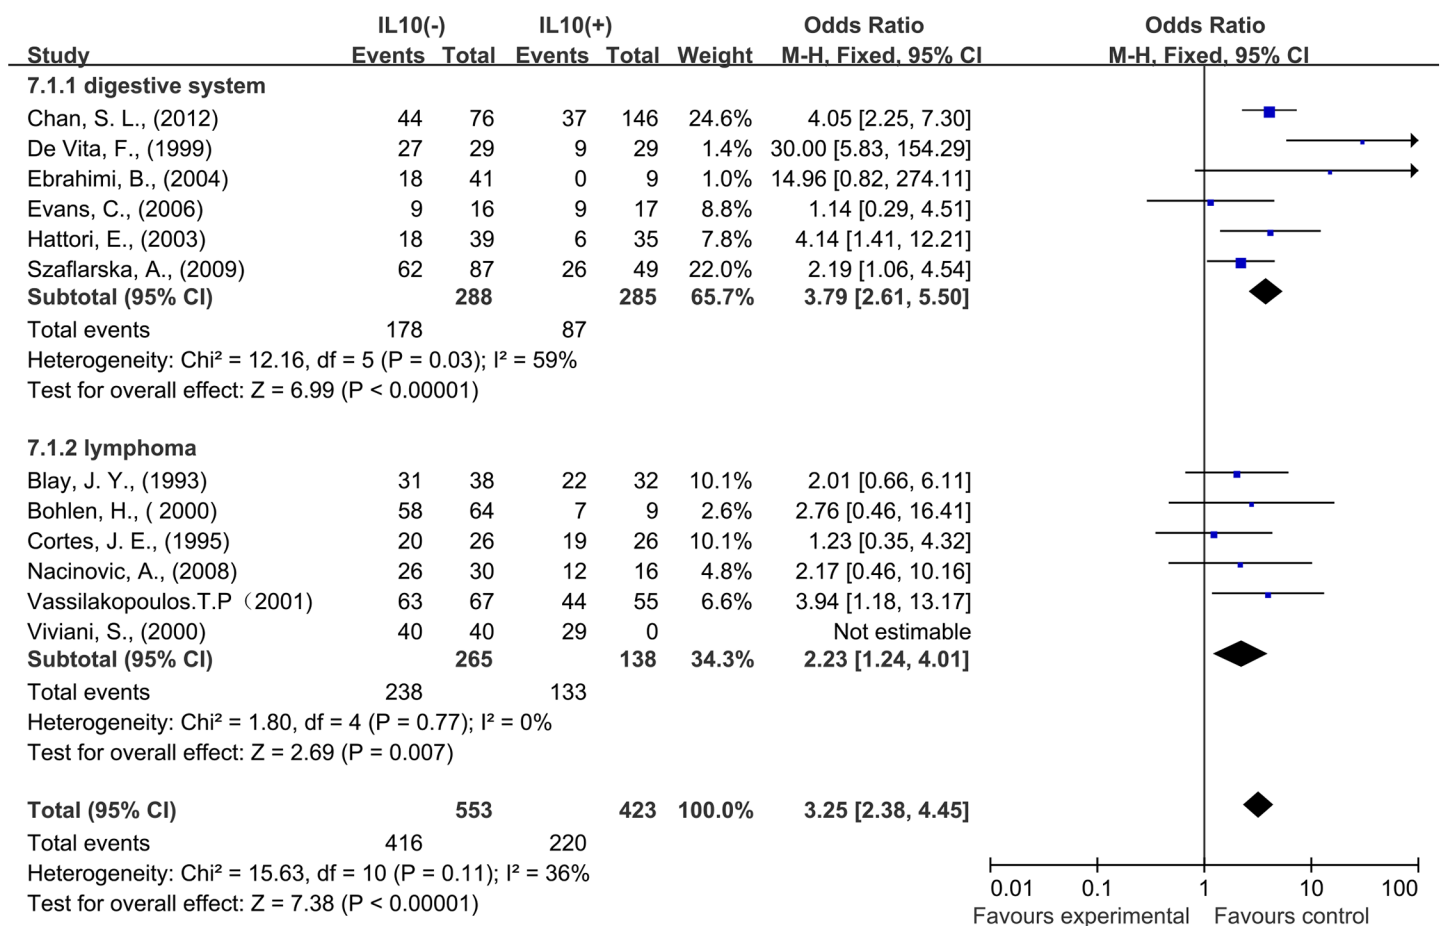 IL10(-) IL10(+) Odds Ratio Odds Ratio
Study Events Total Events Total Weight M-H, Fixed, 95% CI M-H, Fixed, 95% CI
7.1.1 digestive system
Chan, S. L., (2012) 44 76 37 146 24.6% 4.05 [2.25, 7.30]
De Vita, F., (1999) 27 29 9 29 1.4% 30.00 [5.83, 154.29]
Ebrahimi, B., (2004) 18 41 0 9 1.0% 14.96 [0.82, 274.11]
Evans, C., (2006) 9 16 9 17 8.8% 1.14 [0.29, 4.51]
Hattori, E., (2003) 18 39 6 35 7.8% 4.14 [1.41, 12.21]
Szaflarska, A., (2009) 62 87 26 49 22.0% 2.19 [1.06, 4.54]
Subtotal (95% CI) 288 285 65.7% 3.79 [2.61, 5.50]
Total events 178 87
Heterogeneity: Chi² = 12.16, df = 5 (P = 0.03); I² = 59%
Test for overall effect: Z = 6.99 (P < 0.00001)
7.1.2 lymphoma
Blay, J. Y., (1993) 31 38 22 32 10.1% 2.01 [0.66, 6.11]
Bohlen, H., ( 2000) 58 64 7 9 2.6% 2.76 [0.46, 16.41]
Cortes, J. E., (1995) 20 26 19 26 10.1% 1.23 [0.35, 4.32]
Nacinovic, A., (2008) 26 30 12 16 4.8% 2.17 [0.46, 10.16]
Vassilakopoulos.T.P（2001) 63 67 44 55 6.6% 3.94 [1.18, 13.17]
Viviani, S., (2000) 40 40 29 0 Not estimable
Subtotal (95% CI) 265 138 34.3% 2.23 [1.24, 4.01]
Total events 238 133
Heterogeneity: Chi² = 1.80, df = 4 (P = 0.77); I² = 0%
Test for overall effect: Z = 2.69 (P = 0.007)
Total (95% CI) 553 423 100.0% 3.25 [2.38, 4.45]
Total events 416 220
Heterogeneity: Chi² = 15.63, df = 10 (P = 0.11); I² = 36%
Test for overall effect: Z = 7.38 (P < 0.00001)
0.01 0.1 1 10 100
Favours experimental Favours control